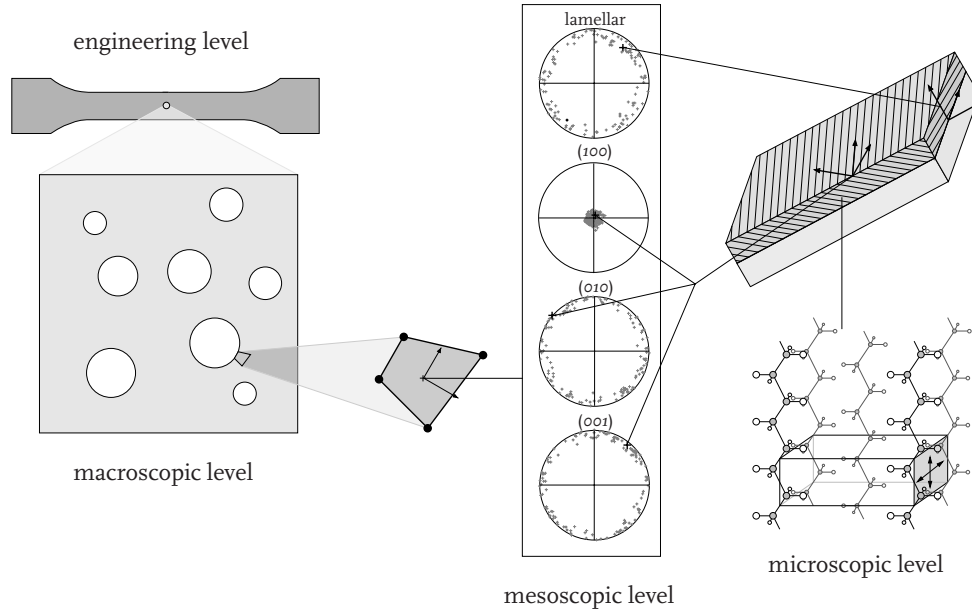 engineering level
macroscopic level
lamellar
(100)
(010)
(001)
mesoscopic level
microscopic level